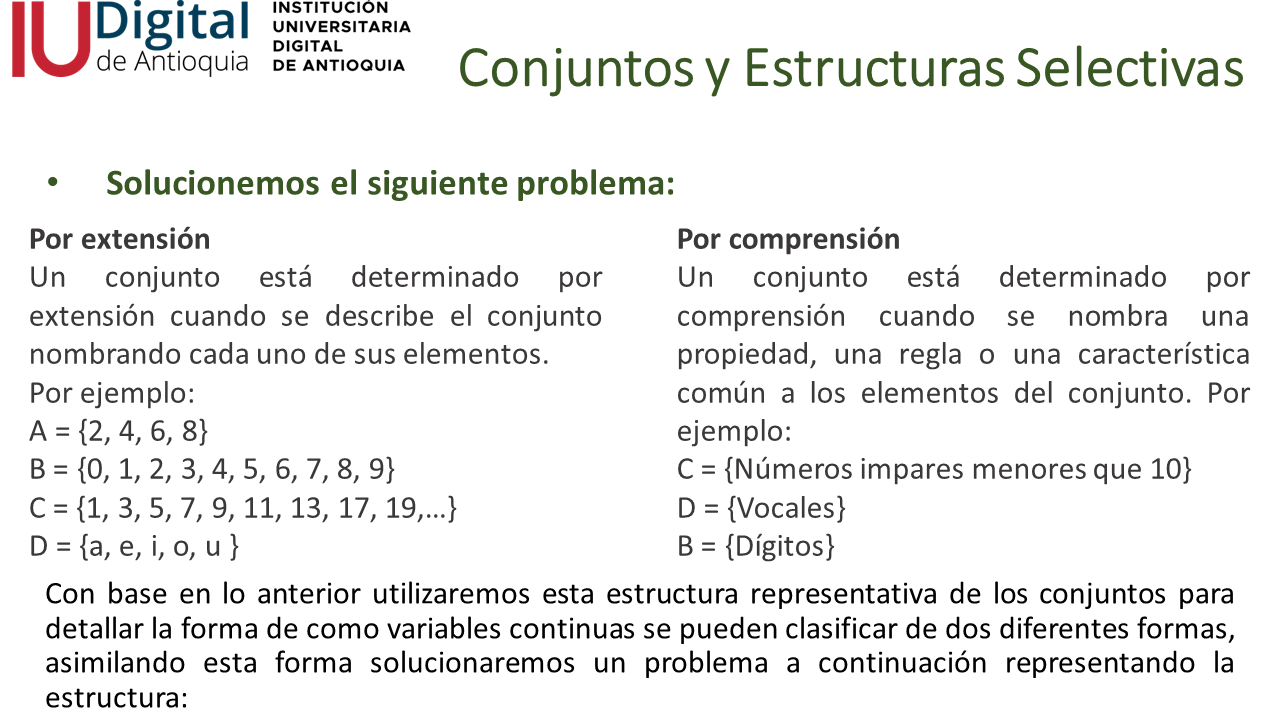 IU Digital
de Antioquia
INSTITUCIÓN
UNIVERSITARIA
DIGITAL
DE ANTIOQUIA
Conjuntos y Estructuras Selectivas
• Solucionemos el siguiente problema:
Por extensión
Un conjunto está determinado por
extensión cuando se describe el conjunto
nombrando cada uno de sus elementos.
Por ejemplo:
A = {2, 4, 6, 8}
B = {0, 1, 2, 3, 4, 5, 6, 7, 8, 9}
C = {1, 3, 5, 7, 9, 11, 13, 17, 19,...}
D = {a, e, i, o, u }
Por comprensión
Un conjunto está determinado por
comprensión cuando se nombra una
propiedad, una regla o una característica
común a los elementos del conjunto. Por
ejemplo:
C = {Números impares menores que 10}
D = {Vocales}
B = {Dígitos}
Con base en lo anterior utilizaremos esta estructura representativa de los conjuntos para
detallar la forma de como variables continuas se pueden clasificar de dos diferentes formas,
asimilando esta forma solucionaremos un problema a continuación representando la
estructura: